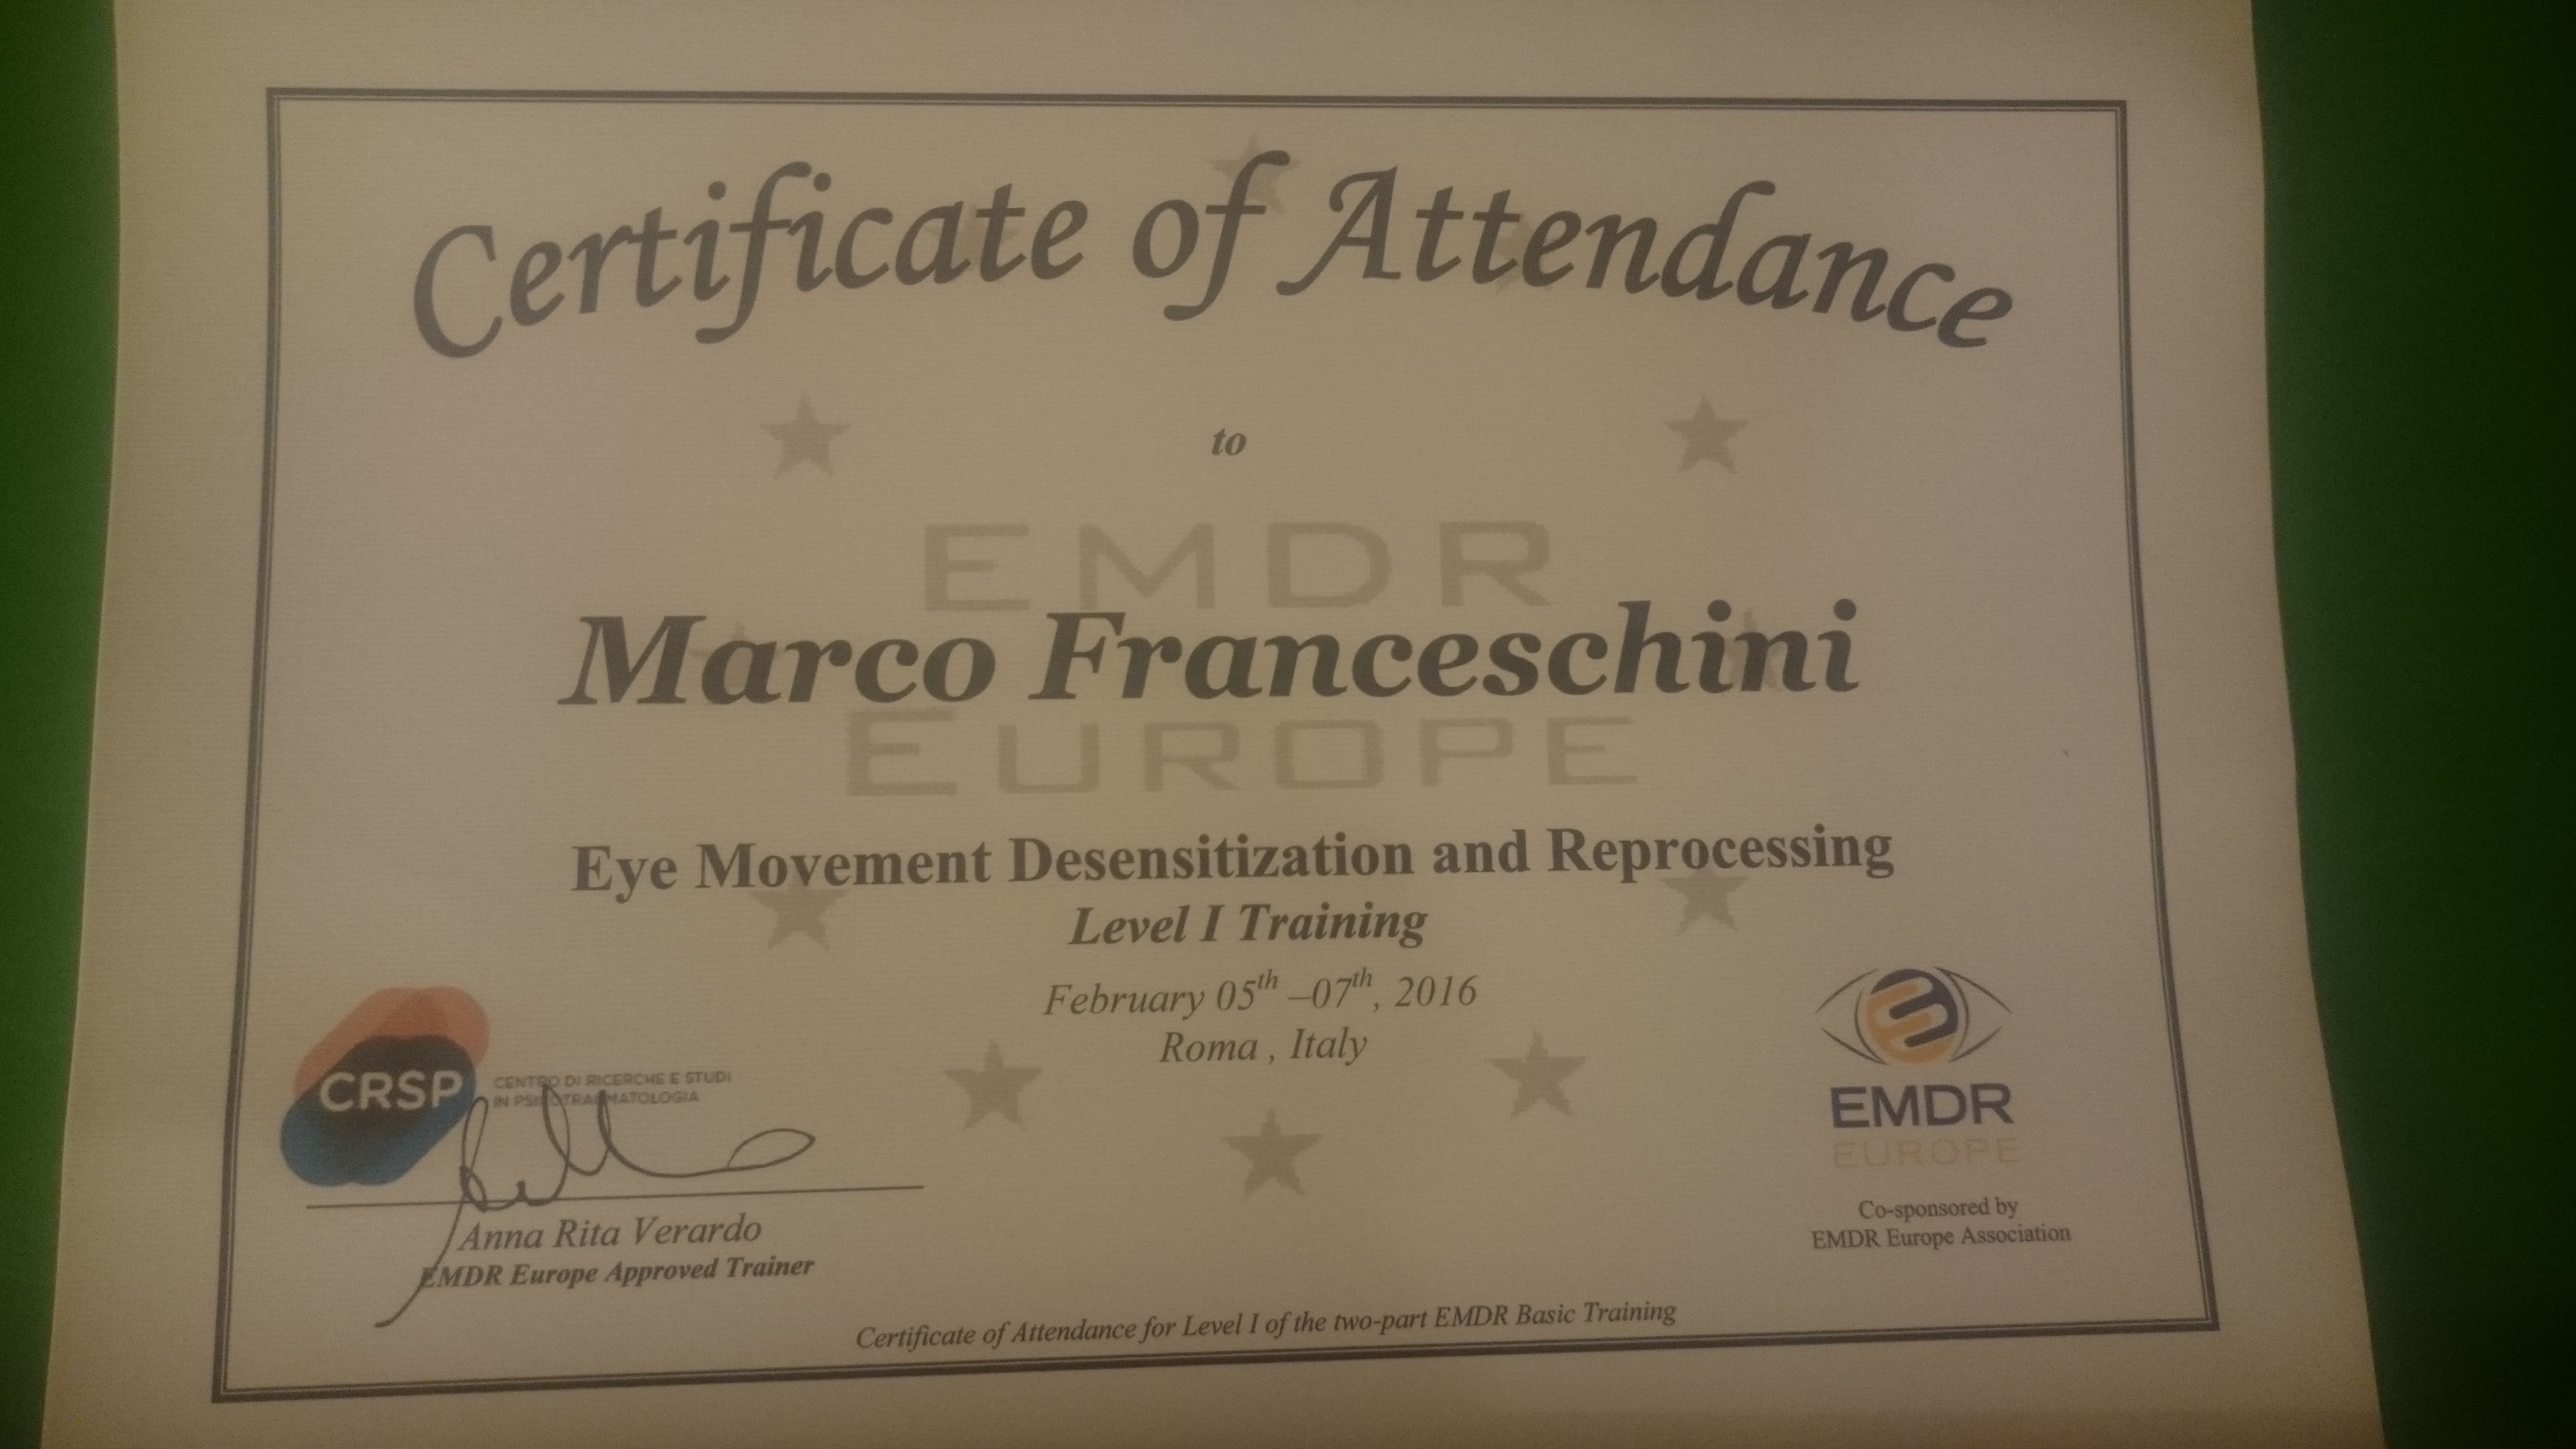 Certificate of Attendance
to
EMDR
Marco Franceschini
EUROPE
Eye Movement Desensitization and Reprocessing
Level I Training
February 05th –07th, 2016
Roma , Italy
CRSP
CENTRO DI RICERCHE E STUDI
IN PSICOTRAUMATOLOGIA
Anna Rita Verardo
EMDR Europe Approved Trainer
EMDR
EUROPE
Co-sponsored by
EMDR Europe Association
Certificate of Attendance for Level I of the two-part EMDR Basic Training